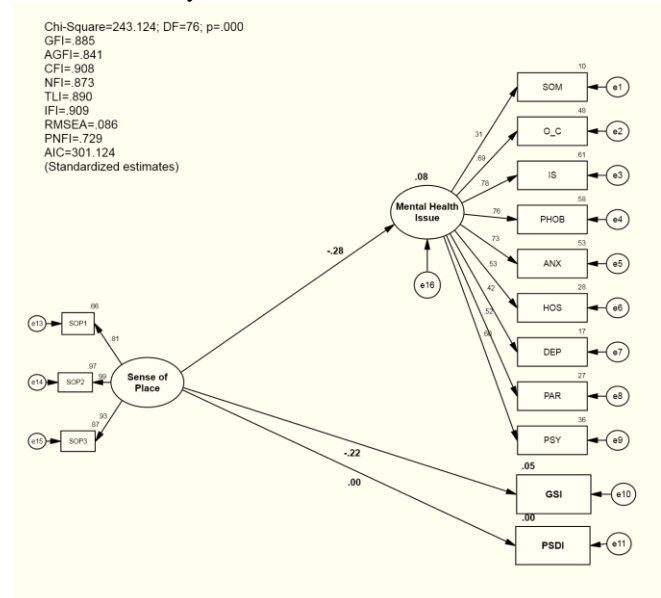 Chi-Square=243.124; DF=76; p=.000
GFI=.885
AGFI=.841
CFI=.908
NFI=.873
TLI=.890
IFI=.909
RMSEA=.086
PNFI=.729
AIC=301.124
(Standardized estimates)
.10
SOM
e1
.31
.48
O_C
e2
.69
.61
IS
e3
.78
.08
.58
PHOB
e4
.76
Mental Health
Issue
.53
ANX
e5
.73
-.28
.28
HOS
e6
.53
e16
.42
.17
DEP
e7
.52
.27
PAR
e8
.60
.36
PSY
e9
.66
e13
SOP1
.81
.97
e14
SOP2
.99
Sense of
Place
.93
.87
e15
SOP3
-.22
.05
GSI
e10
.00
.00
PSDI
e11